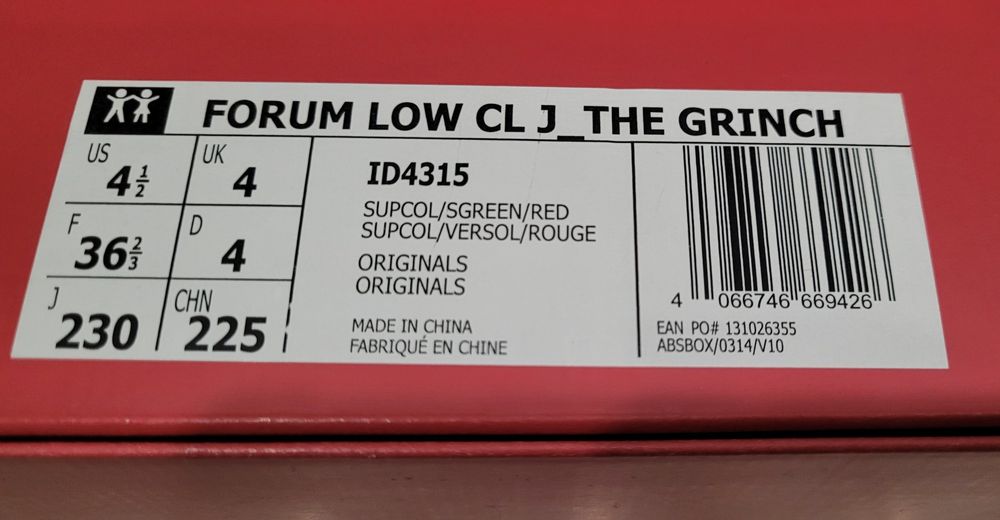 FORUM LOW CL J_THE GRINCH
US 4 1/2
UK 4
F 36 2/3
D 4
J 230
CHN 225
ID4315
SUPCOL/SGREEN/RED
SUPCOL/VERSOL/ROUGE
ORIGINALS
ORIGINALS
MADE IN CHINA
FABRIQUÉ EN CHINE
4 066746 669426
EAN PO# 131026355
ABSBOX/0314/V10